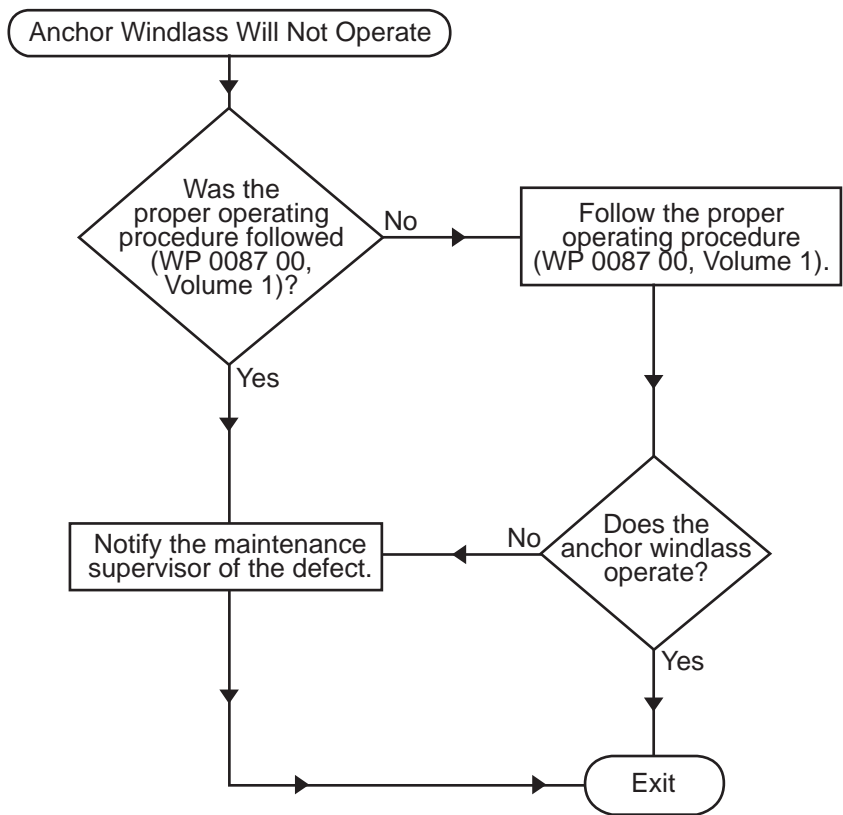 Anchor Windlass Will Not Operate
Was the
proper operating
procedure followed
(WP 0087 00,
Volume 1)?
No
Follow the proper
operating procedure
(WP 0087 00, Volume 1).
Yes
Notify the maintenance
supervisor of the defect.
No
Does the
anchor windlass
operate?
Yes
Exit